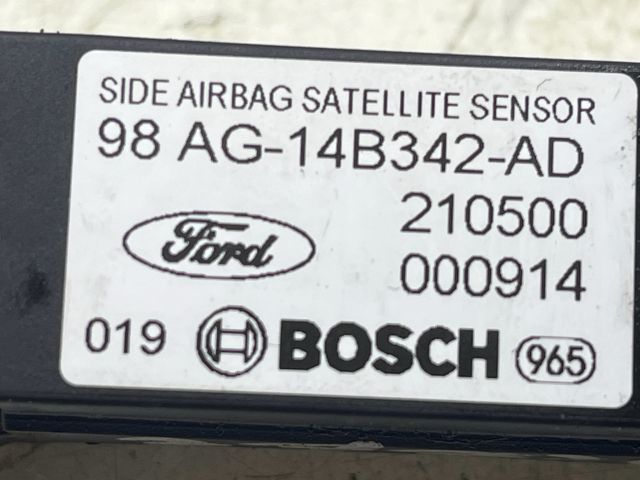 SIDE AIRBAG SATELLITE SENSOR
98 AG-14B342-AD
210500
Ford
000914
019 BOSCH 965